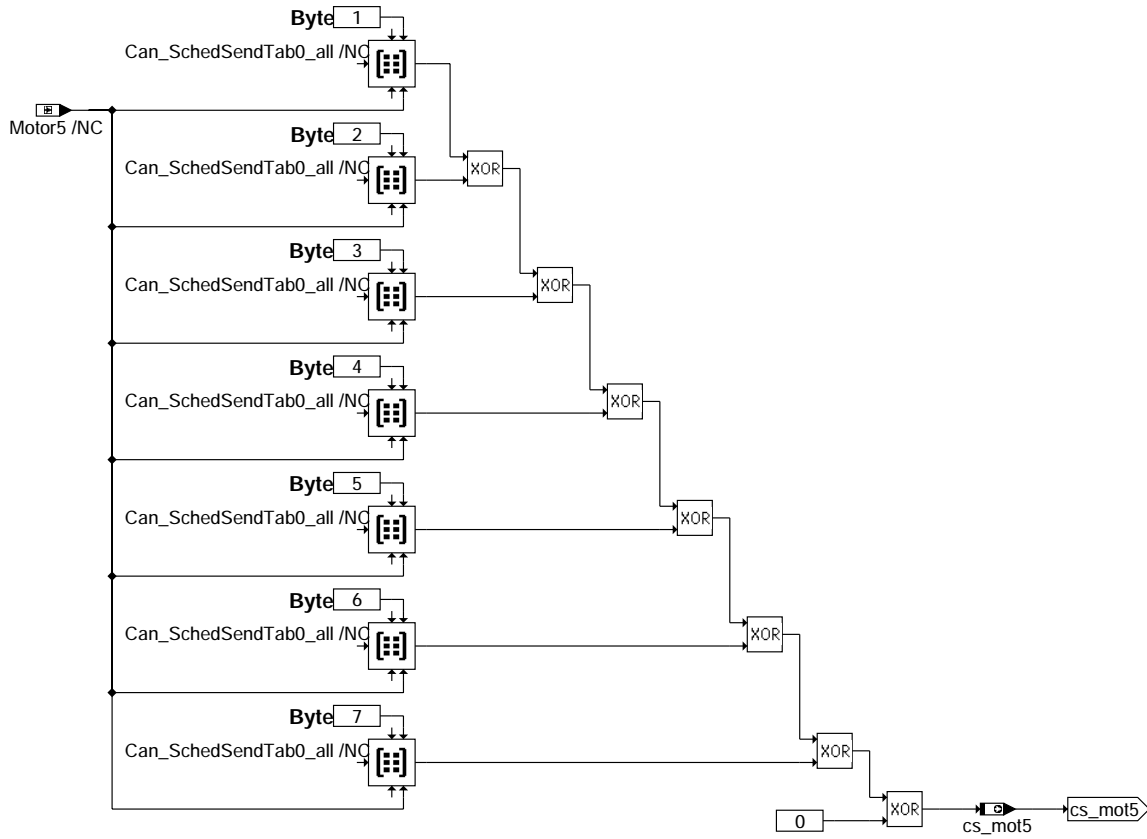 Byte 1
Can_SchedSendTab0_all /NC
Motor5 /NC
Byte 2
Can_SchedSendTab0_all /NC
XOR
Byte 3
Can_SchedSendTab0_all /NC
XOR
Byte 4
Can_SchedSendTab0_all /NC
XOR
Byte 5
Can_SchedSendTab0_all /NC
XOR
Byte 6
Can_SchedSendTab0_all /NC
XOR
Byte 7
Can_SchedSendTab0_all /NC
XOR
XOR
0
cs_mot5
cs_mot5